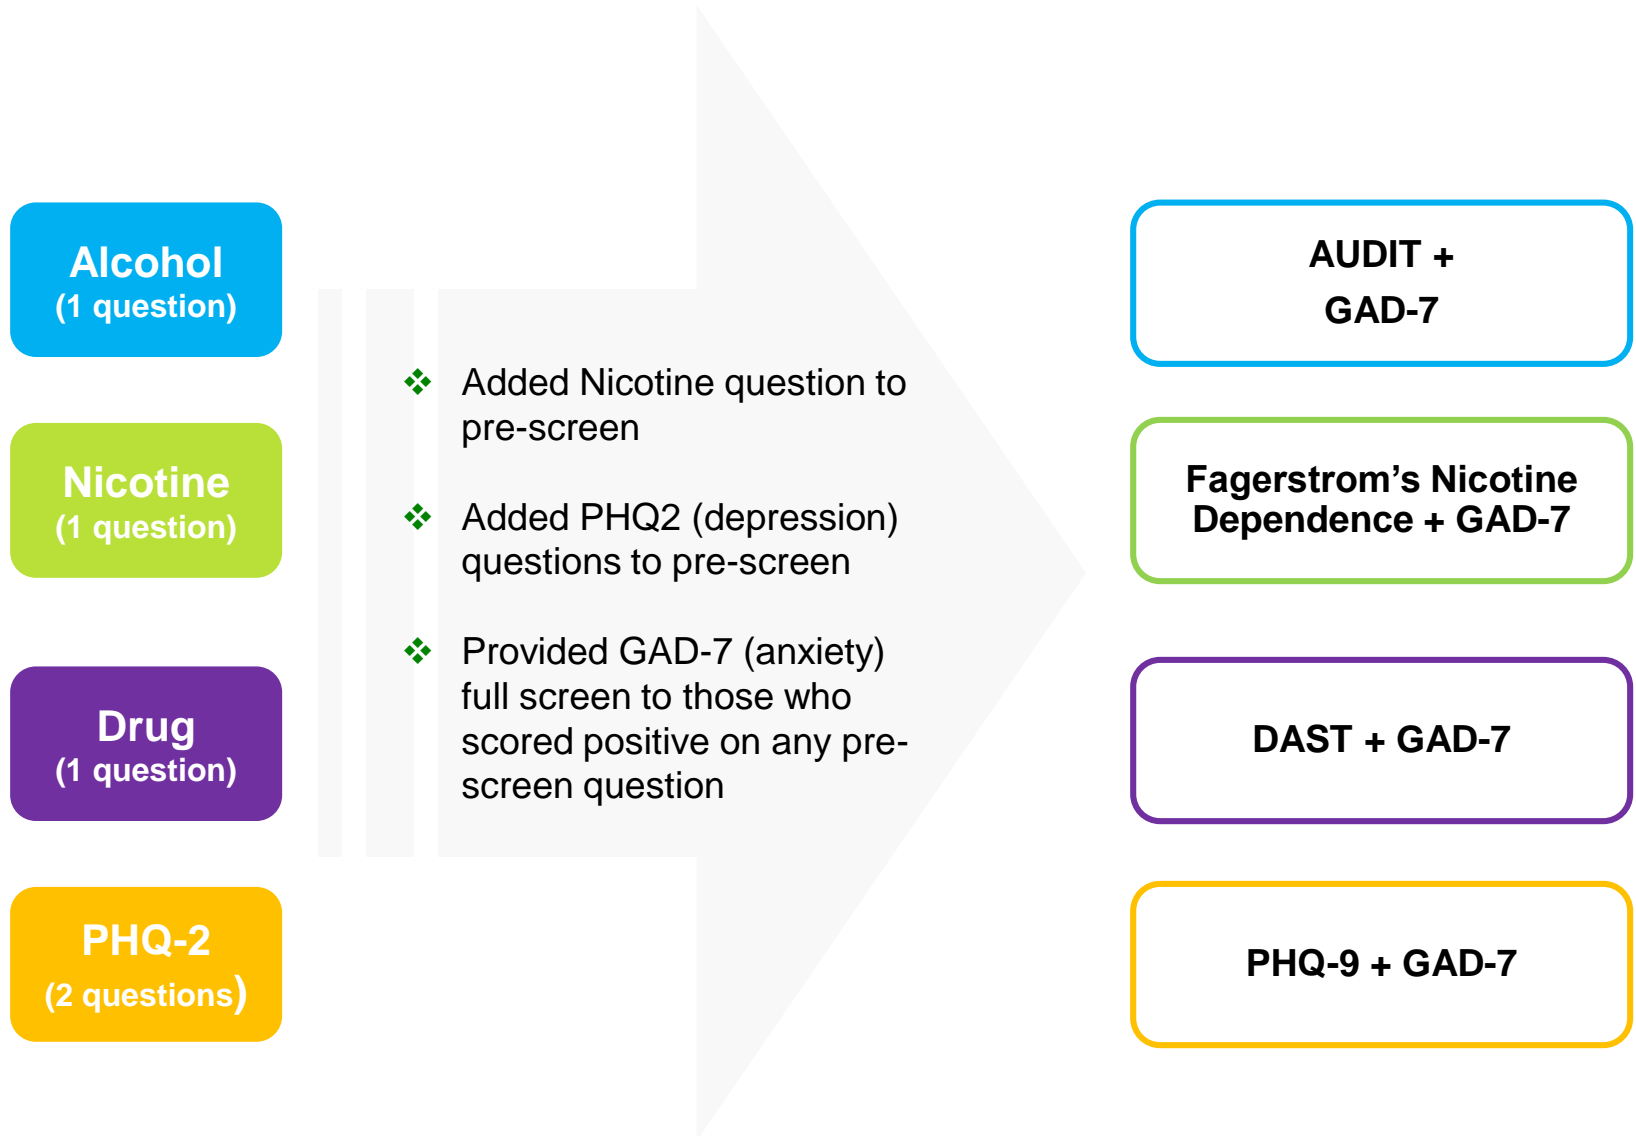 Alcohol
(1 question)
Nicotine
(1 question)
Drug
(1 question)
PHQ-2
(2 questions)
❖ Added Nicotine question to
pre-screen
❖ Added PHQ2 (depression)
questions to pre-screen
❖ Provided GAD-7 (anxiety)
full screen to those who
scored positive on any pre-
screen question
AUDIT +
GAD-7
Fagerstrom’s Nicotine
Dependence + GAD-7
DAST + GAD-7
PHQ-9 + GAD-7